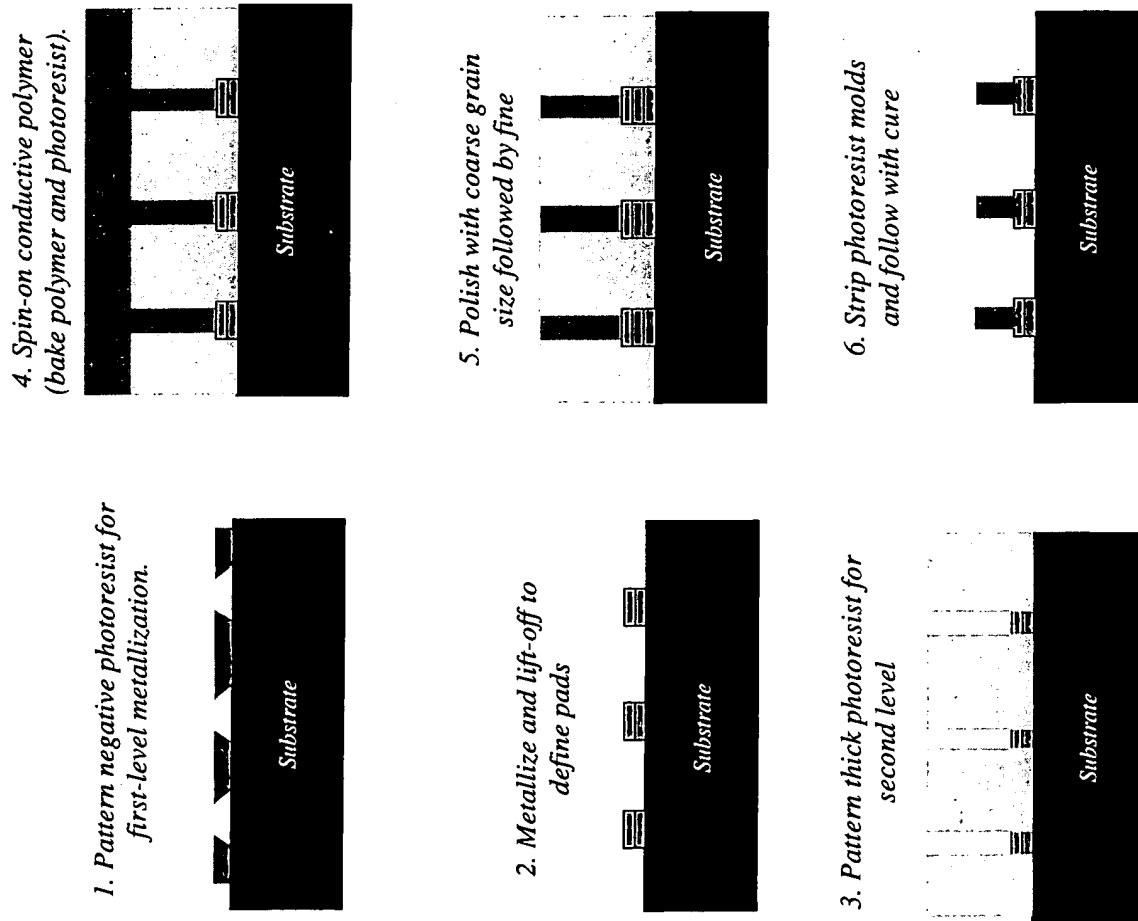 1. Pattern negative photoresist for
first-level metallization.
Substrate
2. Metallize and lift-off to
define pads
Substrate
3. Pattern thick photoresist for
second level
Substrate
4. Spin-on conductive polymer
(bake polymer and photoresist).
Substrate
5. Polish with coarse grain
size followed by fine
Substrate
6. Strip photoresist molds
and follow with cure
Substrate